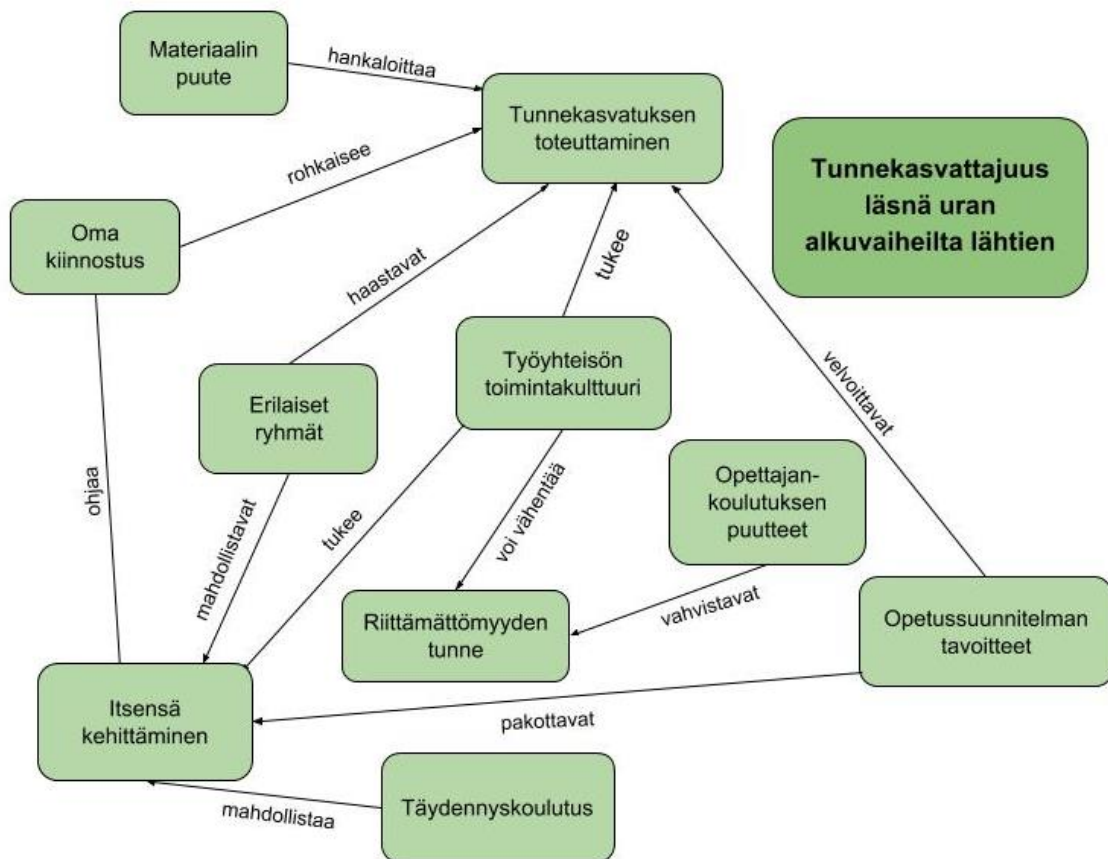 Materiaalin
puute
hankaloittaa
Tunnekasvatuksen
toteuttaminen
Tunnekasvattajuus
läsnä uran
alkuvaiheilta lähtien
rohkaisee
Oma
kiinnostus
haastavat
tukee
Työyhteisön
toimintakulttuuri
velvoittavat
Erilaiset
ryhmät
ohjaa
mahdollistavat
tukee
voi vähentää
Opettajan-
koulutuksen
puutteet
vahvistavat
Riittämättömyyden
tunne
Opetussuunnitelman
tavoitteet
Itsensä
kehittäminen
pakottavat
mahdollistaa
Täydennyskoulutus